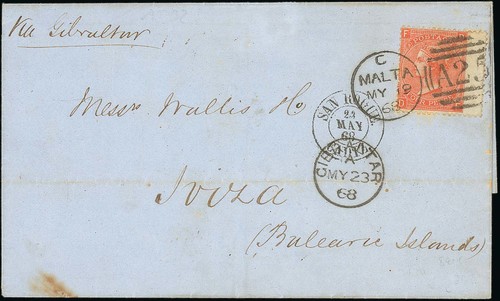 Via Gibraltar
C
MALTA
MY 19
68
A25
POSTAGE
Messrs Wallis & Co
SAN ROQUE
23
MAY
68
GIBRALTAR
A
MY 23
68
Iviza
(Balearic Islands)